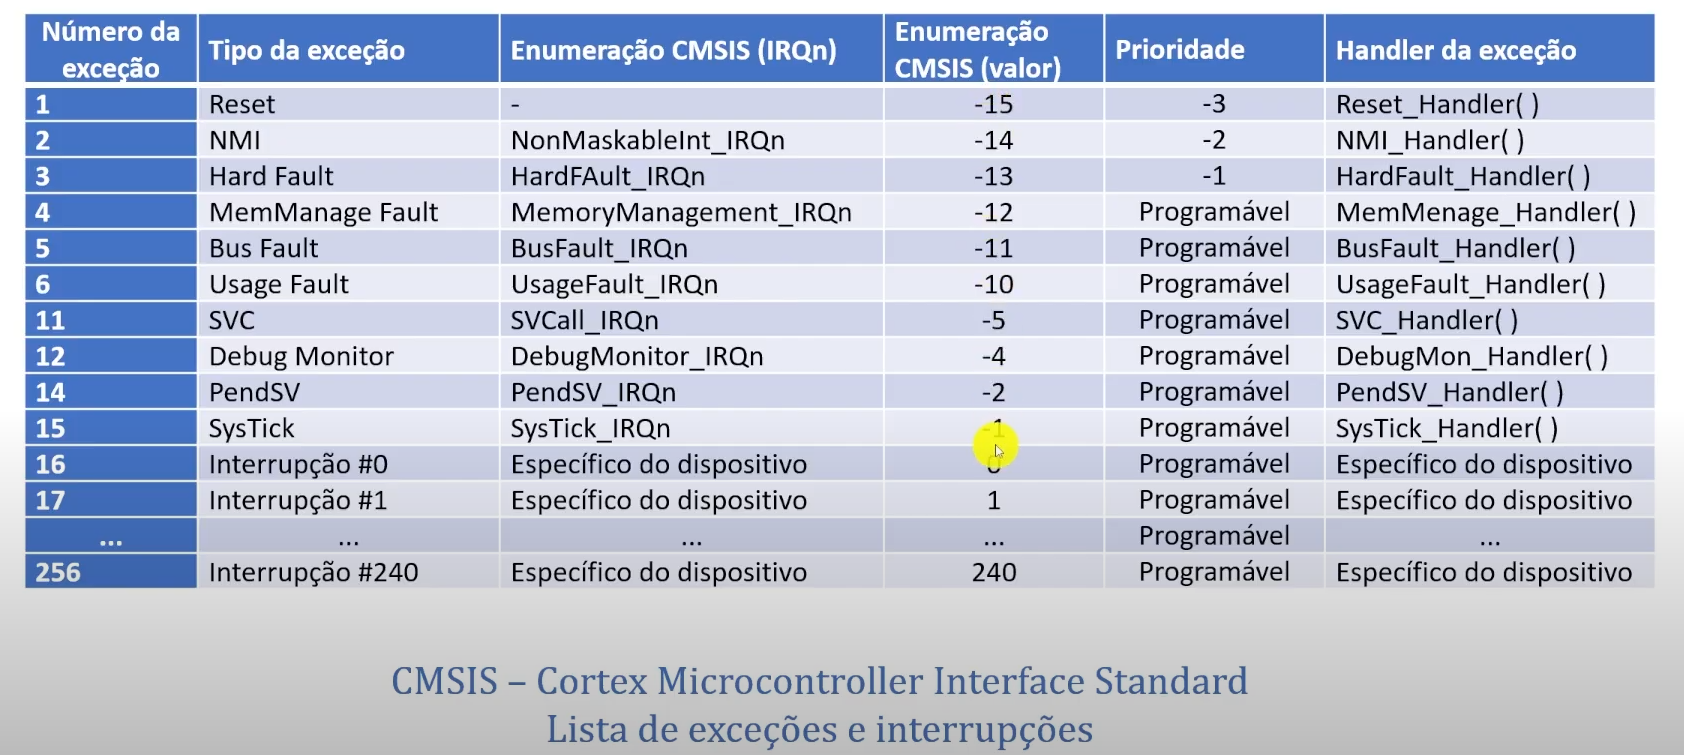 Número da exceção Tipo da exceção Enumeração CMSIS (IRQn) Enumeração CMSIS (valor) Prioridade Handler da exceção
1 Reset - -15 -3 Reset_Handler( )
2 NMI NonMaskableInt_IRQn -14 -2 NMI_Handler( )
3 Hard Fault HardFAult_IRQn -13 -1 HardFault_Handler( )
4 MemManage Fault MemoryManagement_IRQn -12 Programável MemMenage_Handler( )
5 Bus Fault BusFault_IRQn -11 Programável BusFault_Handler( )
6 Usage Fault UsageFault_IRQn -10 Programável UsageFault_Handler( )
11 SVC SVCall_IRQn -5 Programável SVC_Handler( )
12 Debug Monitor DebugMonitor_IRQn -4 Programável DebugMon_Handler( )
14 PendSV PendSV_IRQn -2 Programável PendSV_Handler( )
15 SysTick SysTick_IRQn -1 Programável SysTick_Handler( )
16 Interrupção #0 Específico do dispositivo 0 Programável Específico do dispositivo
17 Interrupção #1 Específico do dispositivo 1 Programável Específico do dispositivo
... ... ... ... Programável ...
256 Interrupção #240 Específico do dispositivo 240 Programável Específico do dispositivo
CMSIS – Cortex Microcontroller Interface Standard
Lista de exceções e interrupções